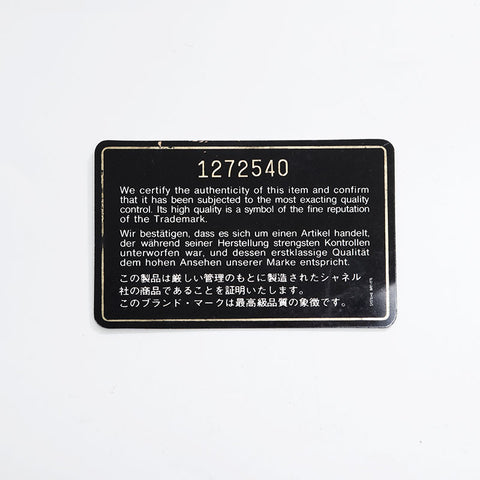 1272540
We certify the authenticity of this item and confirm
that it has been subjected to the most exacting quality
control. Its high quality is a symbol of the fine reputation
of the Trademark.
Wir bestätigen, dass es sich um einen Artikel handelt,
der während seiner Herstellung strengsten Kontrollen
unterworfen war, und dessen erstklassige Qualität
dem hohen Ansehen unserer Marke entspricht.
この製品は厳しい管理のもとに製造されたシャネル
社の商品であることを証明いたします。
このブランド・マークは最高級品質の象徴です。